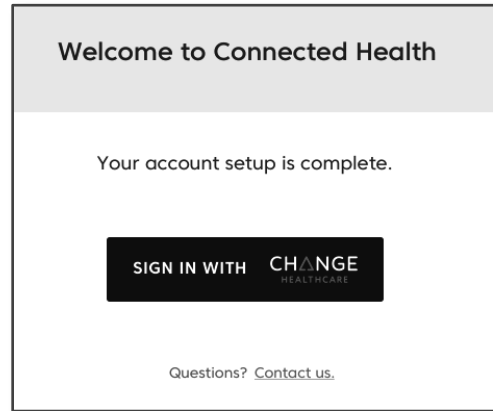 Welcome to Connected Health
Your account setup is complete.
SIGN IN WITH CHANGE
HEALTHCARE
Questions? Contact us.